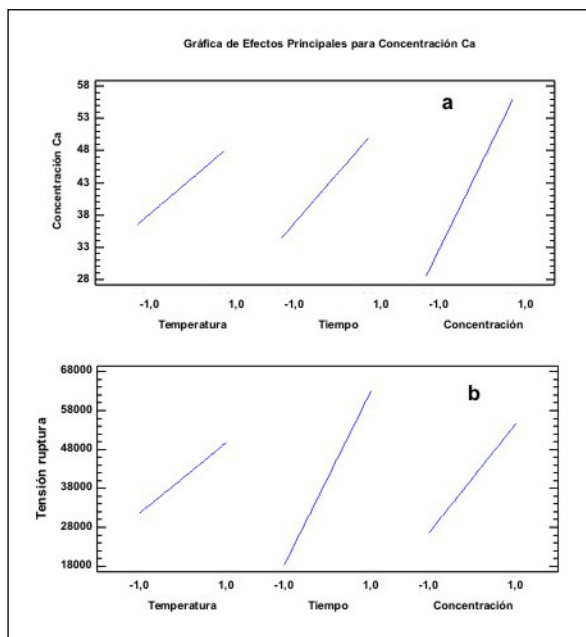 Gráfica de Efectos Principales para Concentración Ca
a
Concentración Ca
58
53
48
43
38
33
28
-1,0 1,0 -1,0 1,0 -1,0 1,0
Temperatura Tiempo Concentración
b
Tensión ruptura
68000
58000
48000
38000
28000
18000
-1,0 1,0 -1,0 1,0 -1,0 1,0
Temperatura Tiempo Concentración